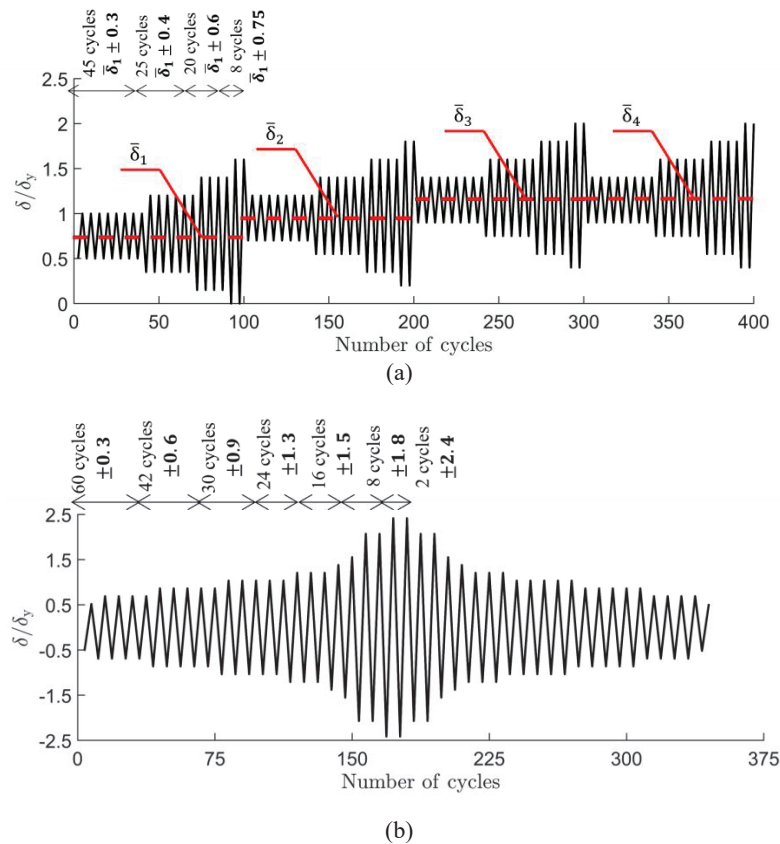 45 cycles
δ̄₁ ± 0.3
25 cycles
δ̄₁ ± 0.4
20 cycles
δ̄₁ ± 0.6
8 cycles
δ̄₁ ± 0.75
2.5
2
1.5
1
0.5
0
δ/δy
δ̄₁
δ̄₂
δ̄₃
δ̄₄
0 50 100 150 200 250 300 350 400
Number of cycles
(a)
60 cycles
±0.3
42 cycles
±0.6
30 cycles
±0.9
24 cycles
±1.3
16 cycles
±1.5
8 cycles
±1.8
2 cycles
±2.4
2.5
1.5
0.5
-0.5
-1.5
-2.5
δ/δy
0 75 150 225 300 375
Number of cycles
(b)